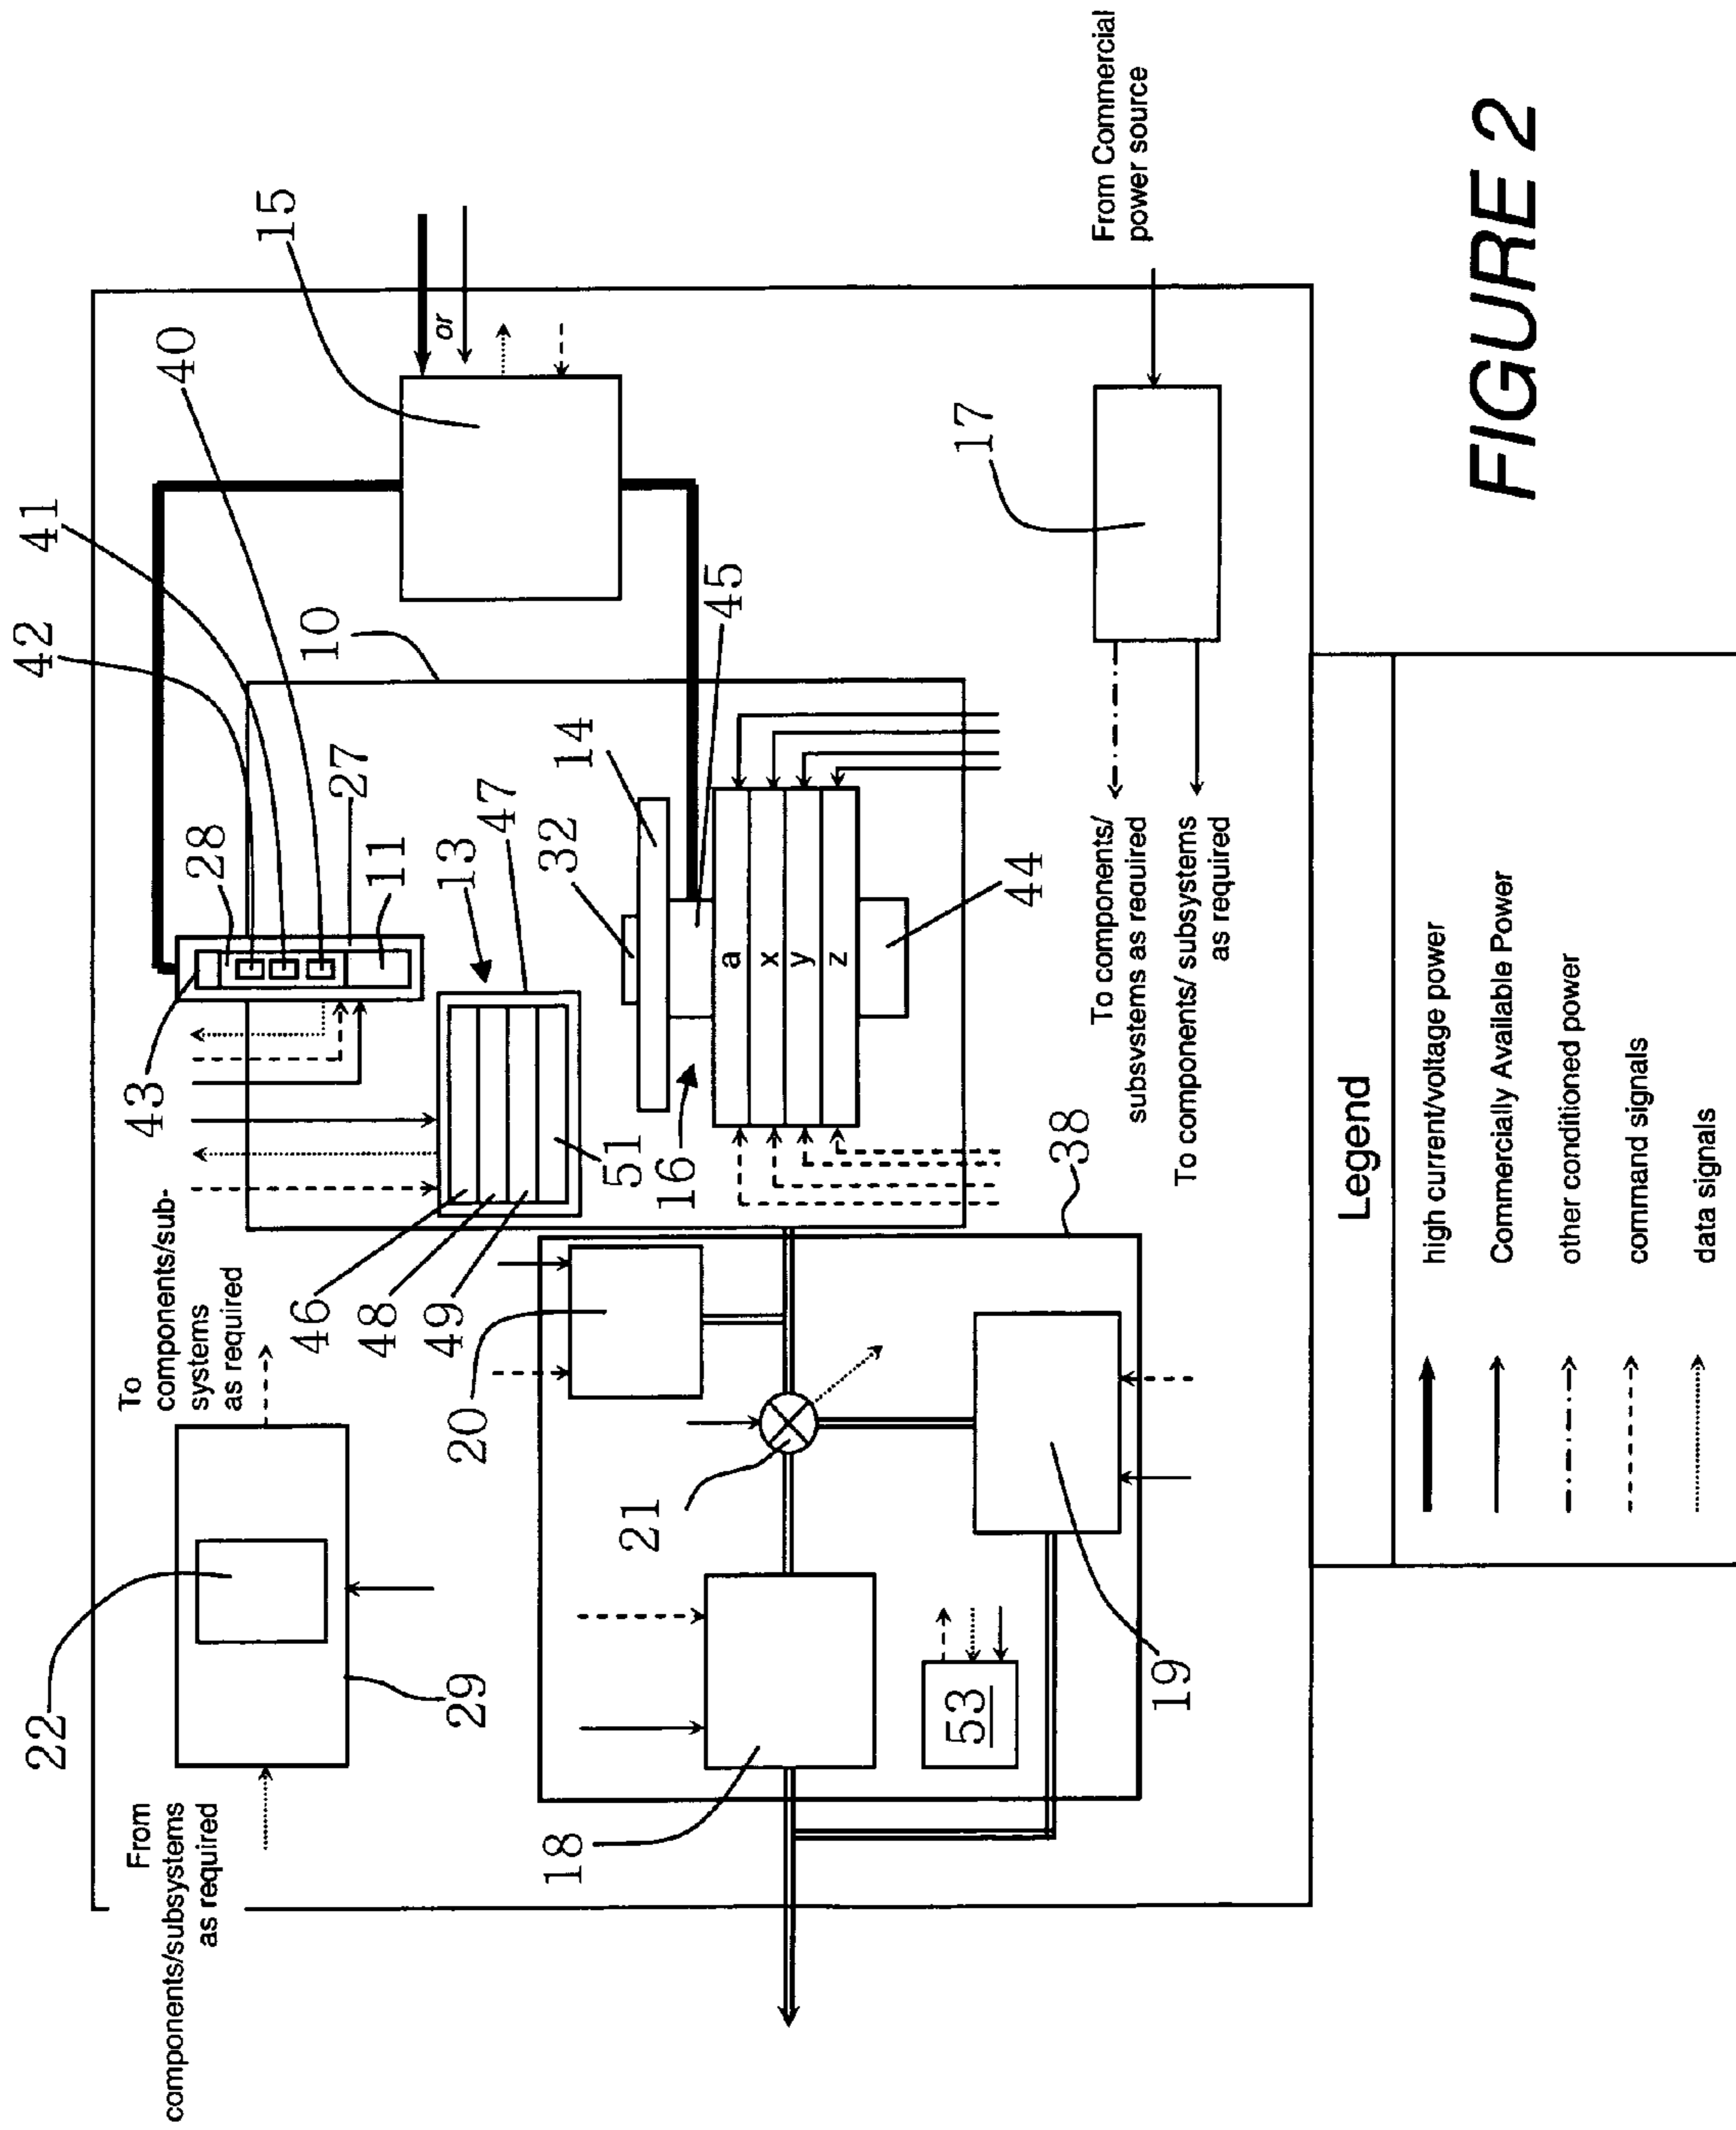 15
40
41
42
10
or
From Commercial
power source
17
28
27
11
43
13
47
32
14
45
a
x
y
z
44
16
51
46
48
49
To components/
subsystems as required
To components/ subsystems
as required
To
components/sub-
systems
as required
38
20
21
22
29
18
53
19
From
components/subsystems
as required
Legend
high current/voltage power
Commercially Available Power
other conditioned power
command signals
data signals
FIGURE 2